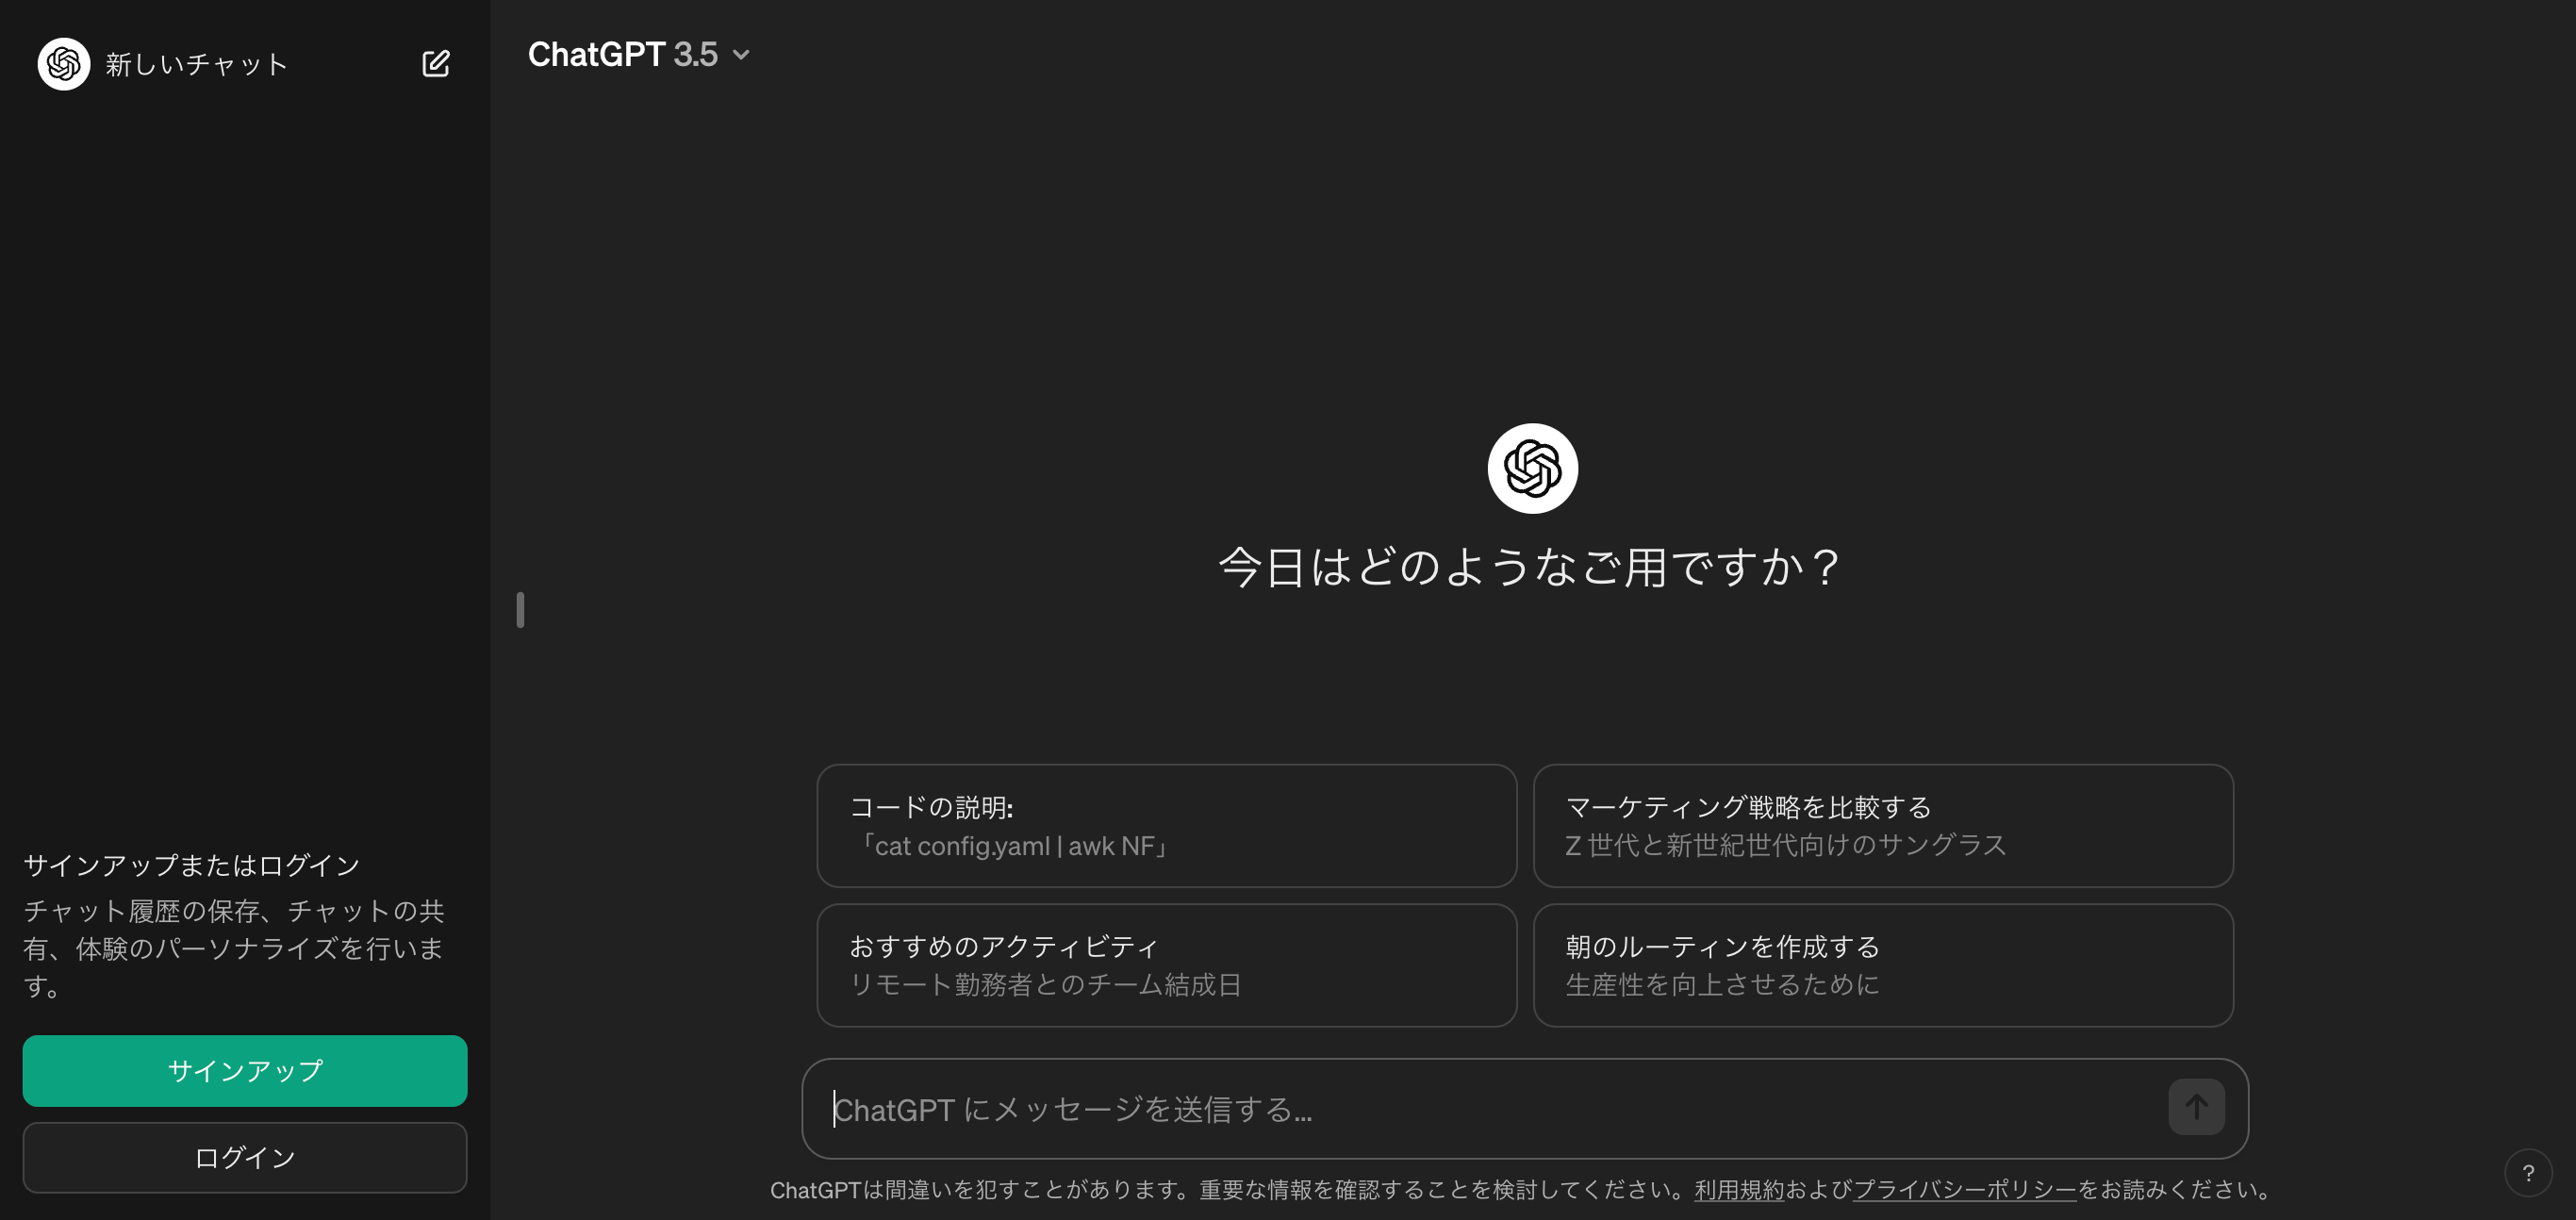 新しいチャット
ChatGPT 3.5
今日はどのようなご用ですか？
コードの説明:
「cat config.yaml | awk NF」
マーケティング戦略を比較する
Z 世代と新世紀世代向けのサングラス
おすすめのアクティビティ
リモート勤務者とのチーム結成日
朝のルーティンを作成する
生産性を向上させるために
サインアップまたはログイン
チャット履歴の保存、チャットの共
有、体験のパーソナライズを行いま
す。
サインアップ
ログイン
ChatGPT にメッセージを送信する...
ChatGPTは間違いを犯すことがあります。重要な情報を確認することを検討してください。利用規約およびプライバシーポリシーをお読みください。
?